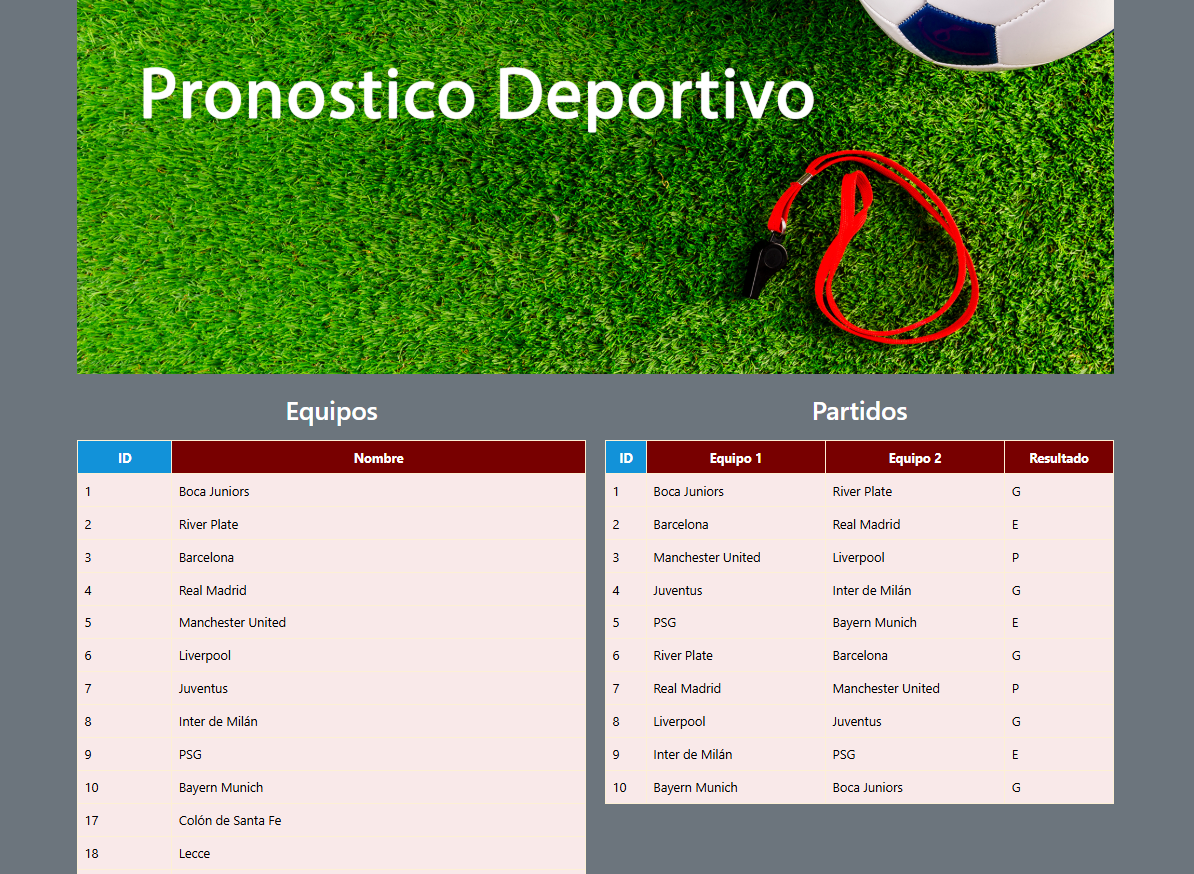 Pronostico Deportivo
Equipos
ID Nombre
1 Boca Juniors
2 River Plate
3 Barcelona
4 Real Madrid
5 Manchester United
6 Liverpool
7 Juventus
8 Inter de Milán
9 PSG
10 Bayern Munich
17 Colón de Santa Fe
18 Lecce
Partidos
ID Equipo 1 Equipo 2 Resultado
1 Boca Juniors River Plate G
2 Barcelona Real Madrid E
3 Manchester United Liverpool P
4 Juventus Inter de Milán G
5 PSG Bayern Munich E
6 River Plate Barcelona G
7 Real Madrid Manchester United P
8 Liverpool Juventus G
9 Inter de Milán PSG E
10 Bayern Munich Boca Juniors G